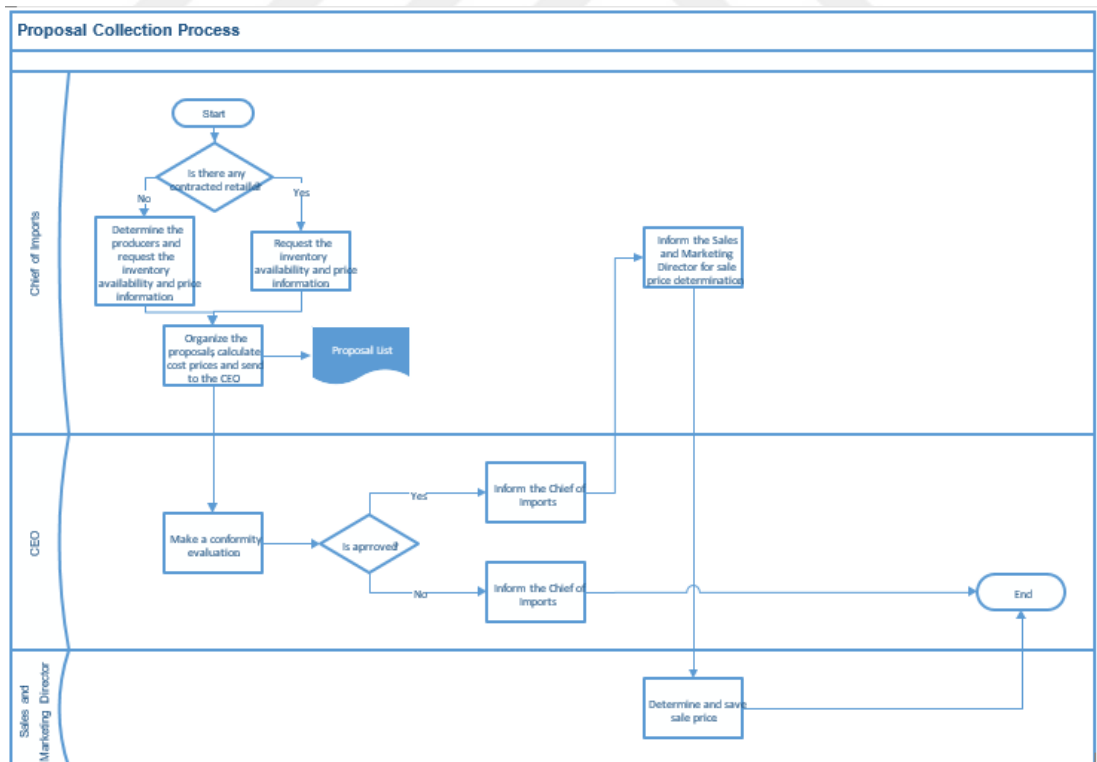 Proposal Collection Process
Chief of Imports
Start
Is there any
contracted retaile?
No
Yes
Determine the
producers and
request the
inventory
availability and price
information
Request the
inventory
availability and price
information
Inform the Sales
and Marketing
Director for sale
price determination
Organize the
proposals, calculate
cost prices and send
to the CEO
Proposal List
CEO
Make a conformity
evaluation
Is aprroved?
Yes
Inform the Chief of
Imports
No
Inform the Chief of
Imports
End
Sales and
Marketing Director
Determine and save
sale price